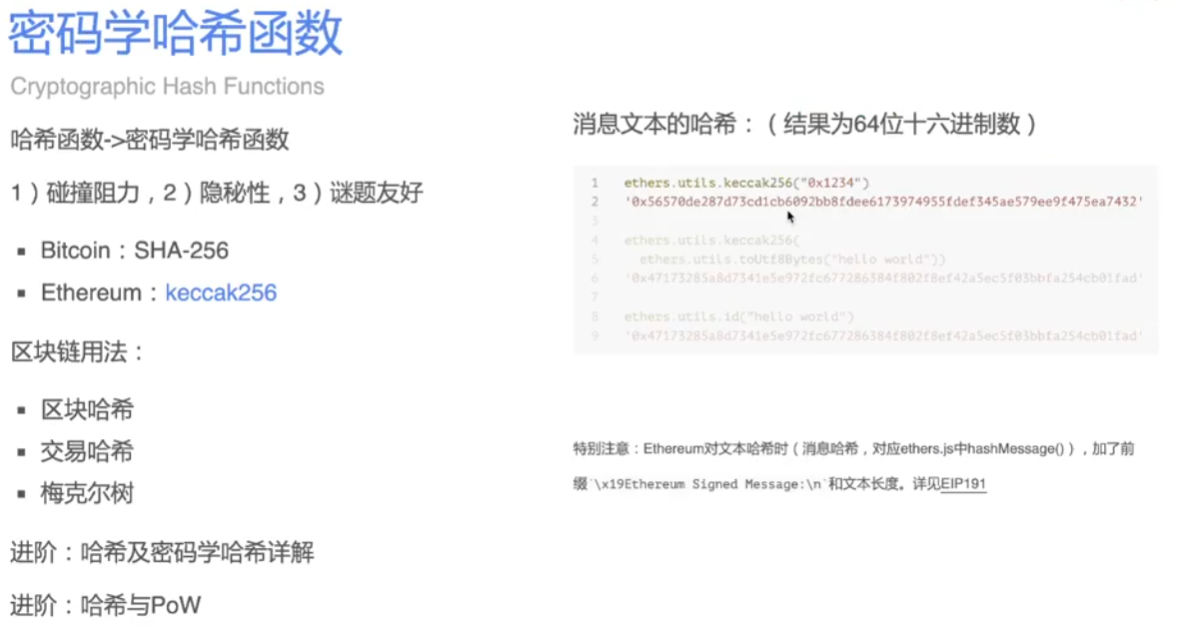 密码学哈希函数
Cryptographic Hash Functions
哈希函数->密码学哈希函数
1）碰撞阻力，2）隐秘性，3）谜题友好
▪ Bitcoin：SHA-256
▪ Ethereum：keccak256
区块链用法：
▪ 区块哈希
▪ 交易哈希
▪ 梅克尔树
进阶：哈希及密码学哈希详解
进阶：哈希与PoW
消息文本的哈希：（结果为64位十六进制数）
1 ethers.utils.keccak256("0x1234")
2 '0x56570de287d73cd1cb6092bb8fdee6173974955fdef345ae579ee9f475ea7432'
3
4 ethers.utils.keccak256(
5 ethers.utils.toUtf8Bytes("hello world"))
6 '0x47173285a8d7341e5e972fc677286384f802f8ef42a5ec5f03bbfa254cb01fad'
7
8 ethers.utils.id("hello world")
9 '0x47173285a8d7341e5e972fc677286384f802f8ef42a5ec5f03bbfa254cb01fad'
特别注意：Ethereum对文本哈希时（消息哈希，对应ethers.js中hashMessage()），加了前
缀`\x19Ethereum Signed Message:\n`和文本长度。详见EIP191